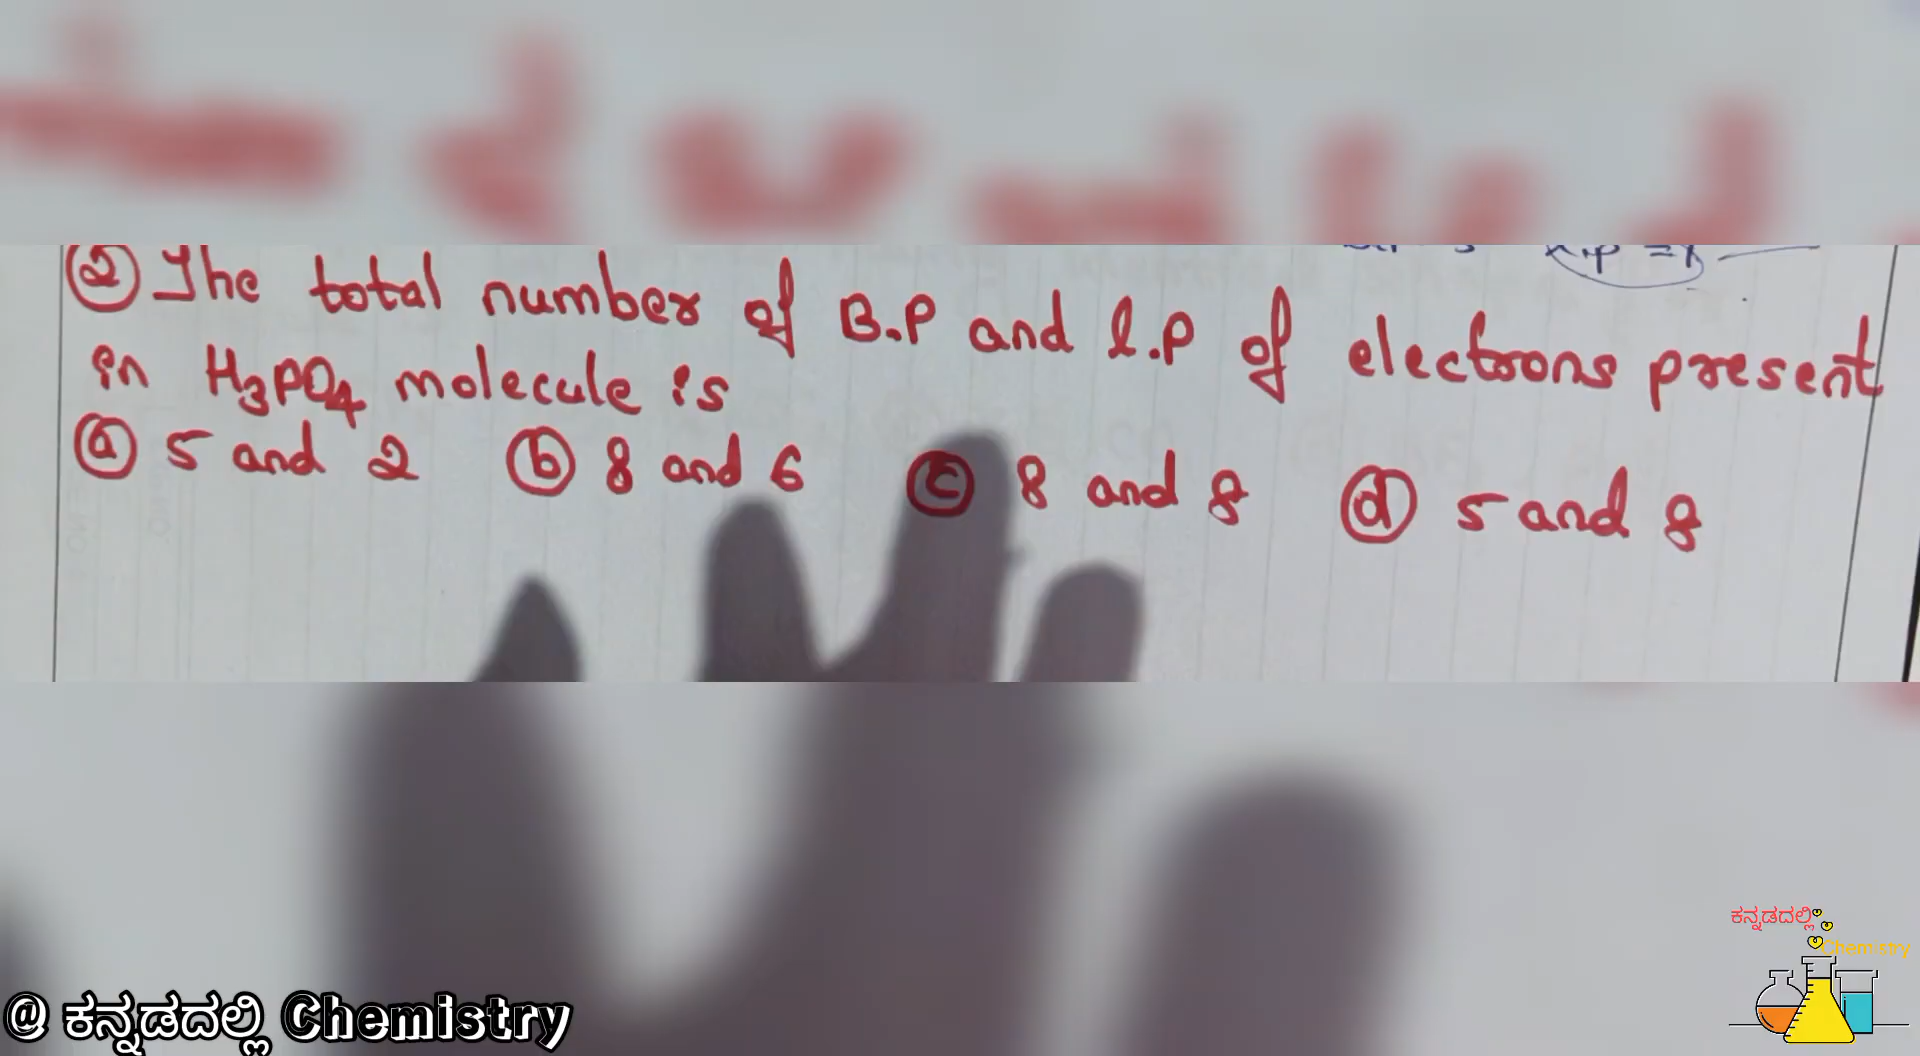 ② The total number of B.P and l.P of electrons present
in H₃PO₄ molecule is
ⓐ 5 and 2 ⓑ 8 and 6 ⓒ 8 and 8 ⓓ 5 and 8
ಕನ್ನಡದಲ್ಲಿ
Chemistry
@ ಕನ್ನಡದಲ್ಲಿ Chemistry